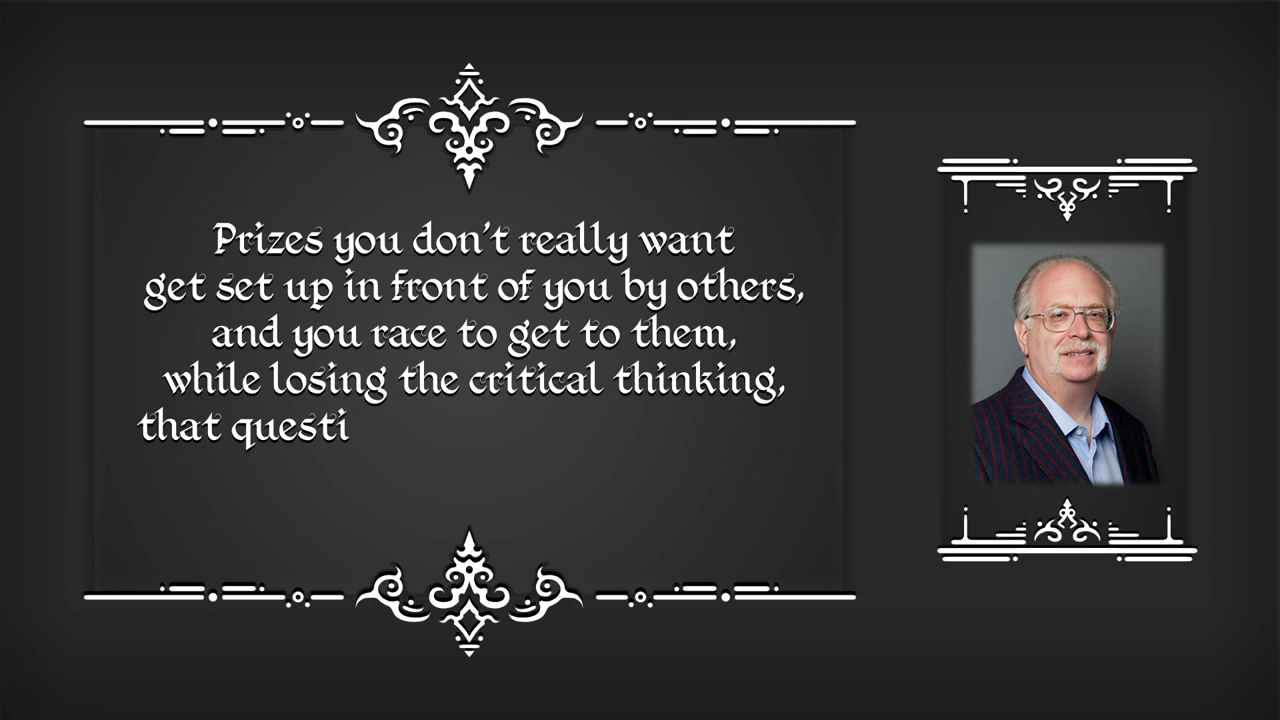 Prizes you don't really want
get set up in front of you by others,
and you race to get to them,
while losing the critical thinking,
that questi